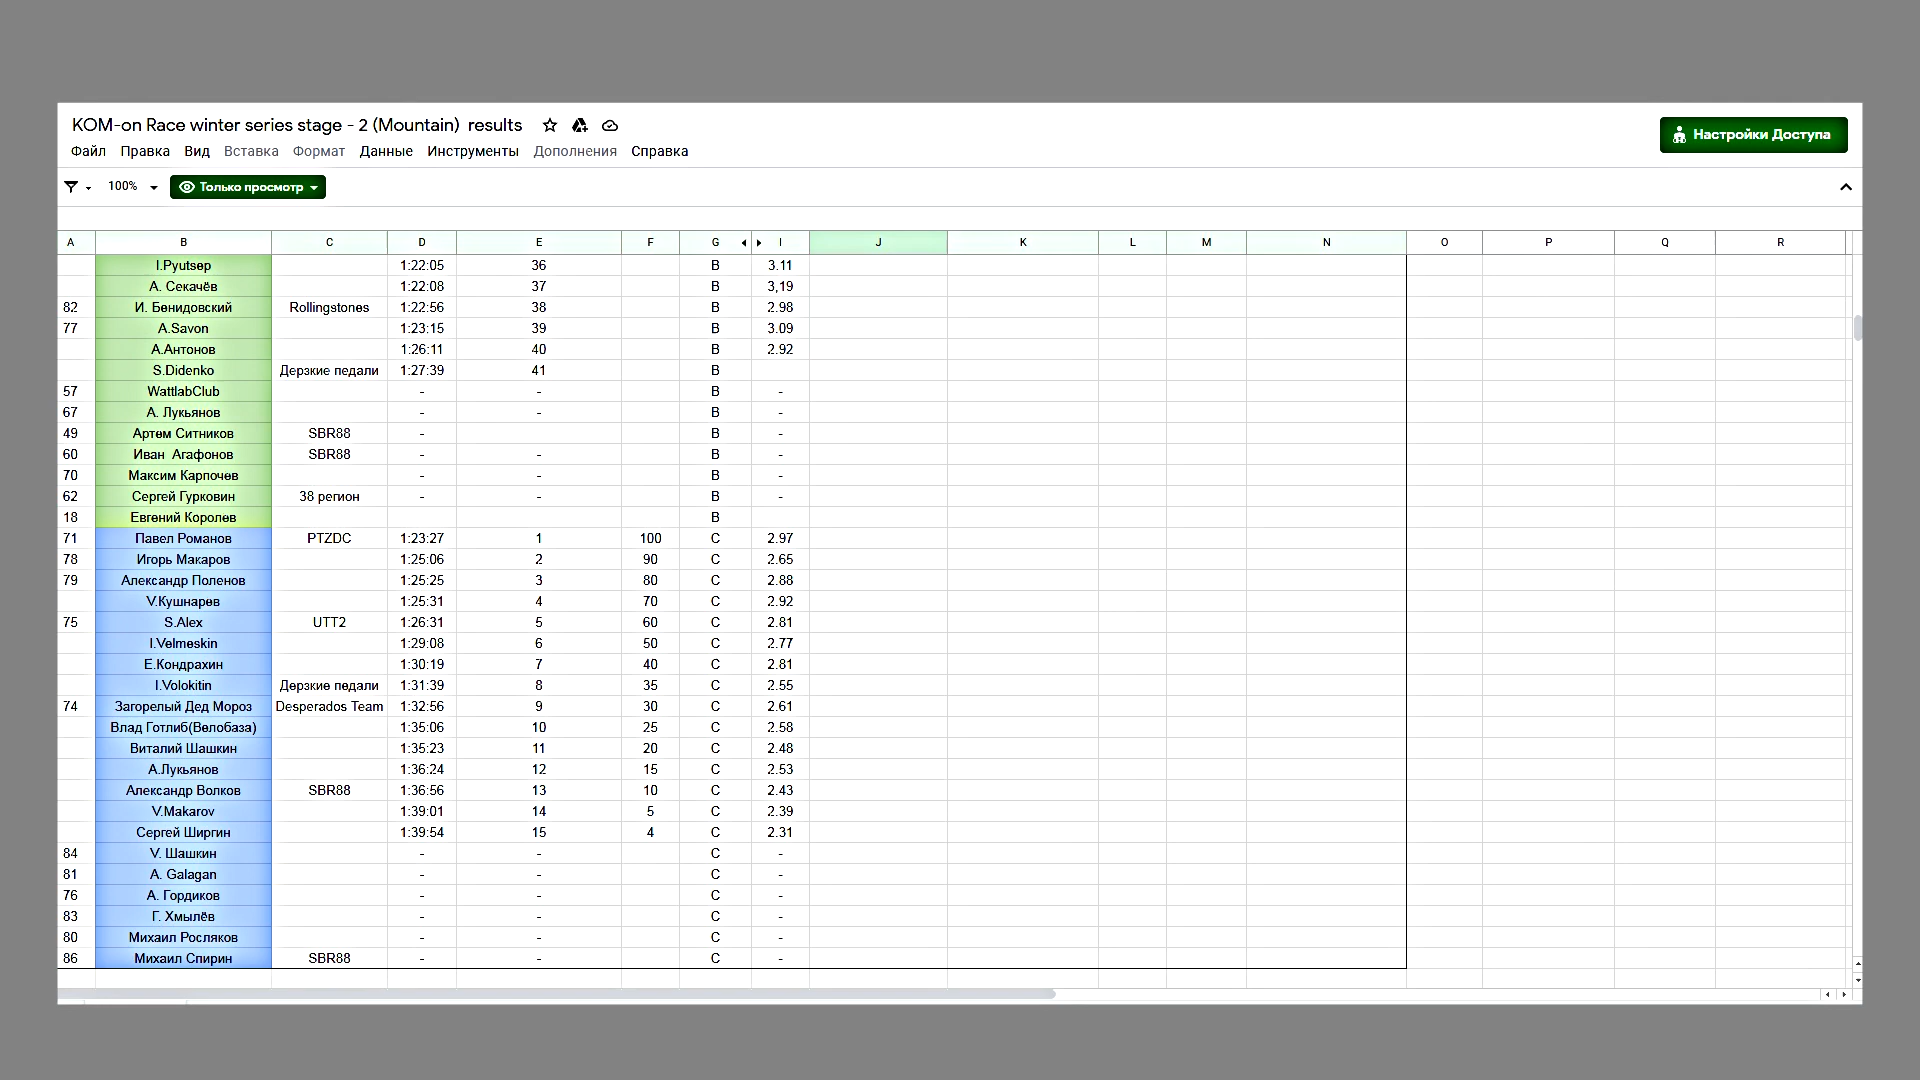 KOM-on Race winter series stage - 2 (Mountain) results
Настройки Доступа
Файл Правка Вид Вставка Формат Данные Инструменты Дополнения Справка
100% Только просмотр
A B C D E F G I J K L M N O P Q R
I.Pyutsep 1:22:05 36 B 3.11
А. Секачёв 1:22:08 37 B 3,19
82 И. Бенидовский Rollingstones 1:22:56 38 B 2.98
77 A.Savon 1:23:15 39 B 3.09
А.Антонов 1:26:11 40 B 2.92
S.Didenko Дерзкие педали 1:27:39 41 B
57 WattlabClub - - B -
67 А. Лукьянов - - B -
49 Артем Ситников SBR88 - B -
60 Иван Агафонов SBR88 - - B -
70 Максим Карпочев - - B -
62 Сергей Гурковин 38 регион - - B -
18 Евгений Королев B
71 Павел Романов PTZDC 1:23:27 1 100 C 2.97
78 Игорь Макаров 1:25:06 2 90 C 2.65
79 Александр Поленов 1:25:25 3 80 C 2.88
V.Кушнарев 1:25:31 4 70 C 2.92
75 S.Alex UTT2 1:26:31 5 60 C 2.81
I.Velmeskin 1:29:08 6 50 C 2.77
Е.Кондрахин 1:30:19 7 40 C 2.81
I.Volokitin Дерзкие педали 1:31:39 8 35 C 2.55
74 Загорелый Дед Мороз Desperados Team 1:32:56 9 30 C 2.61
Влад Готлиб(Велобаза) 1:35:06 10 25 C 2.58
Виталий Шашкин 1:35:23 11 20 C 2.48
А.Лукьянов 1:36:24 12 15 C 2.53
Александр Волков SBR88 1:36:56 13 10 C 2.43
V.Makarov 1:39:01 14 5 C 2.39
Сергей Ширгин 1:39:54 15 4 C 2.31
84 V. Шашкин - - C -
81 A. Galagan - - C -
76 А. Гордиков - - C -
83 Г. Хмылёв - - C -
80 Михаил Росляков - - C -
86 Михаил Спирин SBR88 - - C -